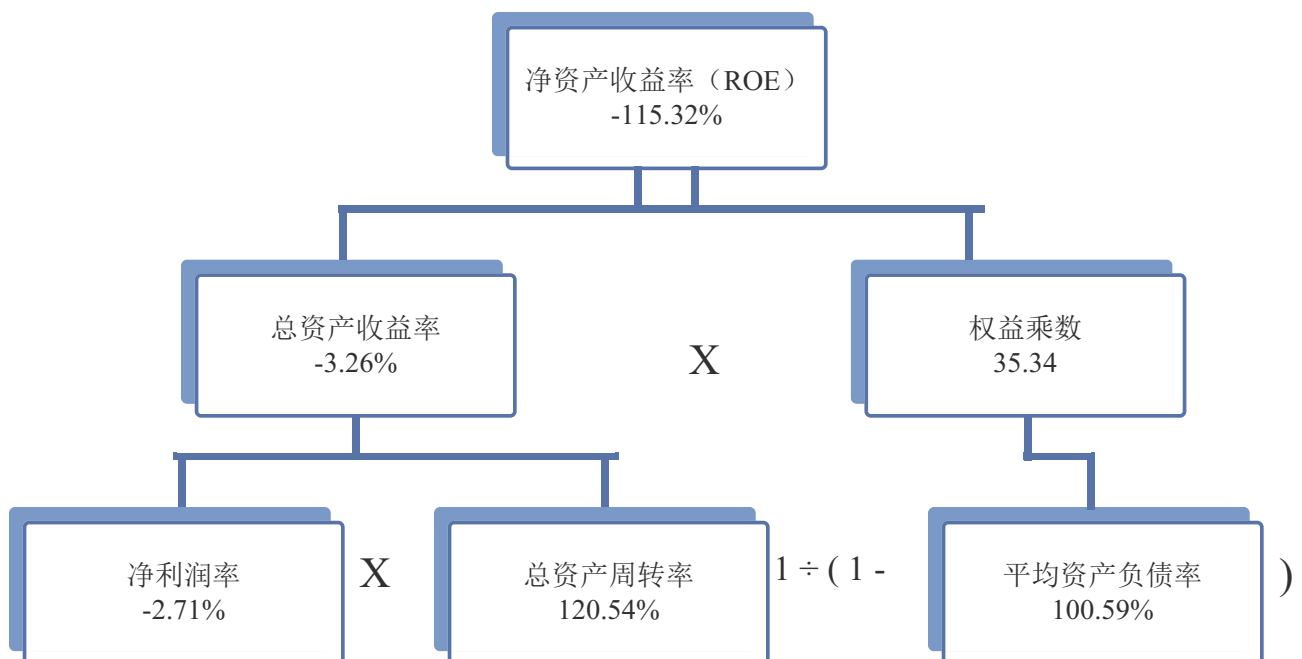 净资产收益率（ROE）
-115.32%
总资产收益率
-3.26%
X
权益乘数
35.34
净利润率
-2.71%
X
总资产周转率
120.54%
1 ÷ ( 1 -
平均资产负债率
100.59%
)